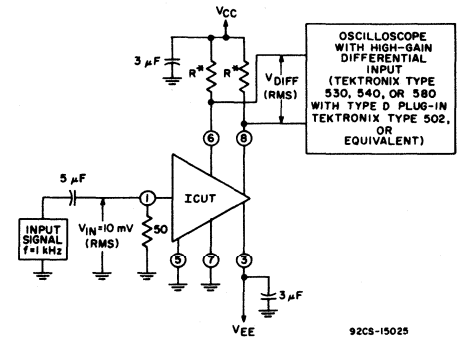 VCC
OSCILLOSCOPE
WITH HIGH-GAIN
DIFFERENTIAL
INPUT
(TEKTRONIX TYPE
530, 540, OR 580
WITH TYPE D PLUG-IN
TEKTRONIX TYPE 502,
OR
EQUIVALENT)
3 µF
R*
R*
VDIFF
(RMS)
6
8
5 µF
1
ICUT
INPUT
SIGNAL
f=1 kHz
VIN=10 mV
(RMS)
50
5
7
3
3 µF
VEE
92CS-15025